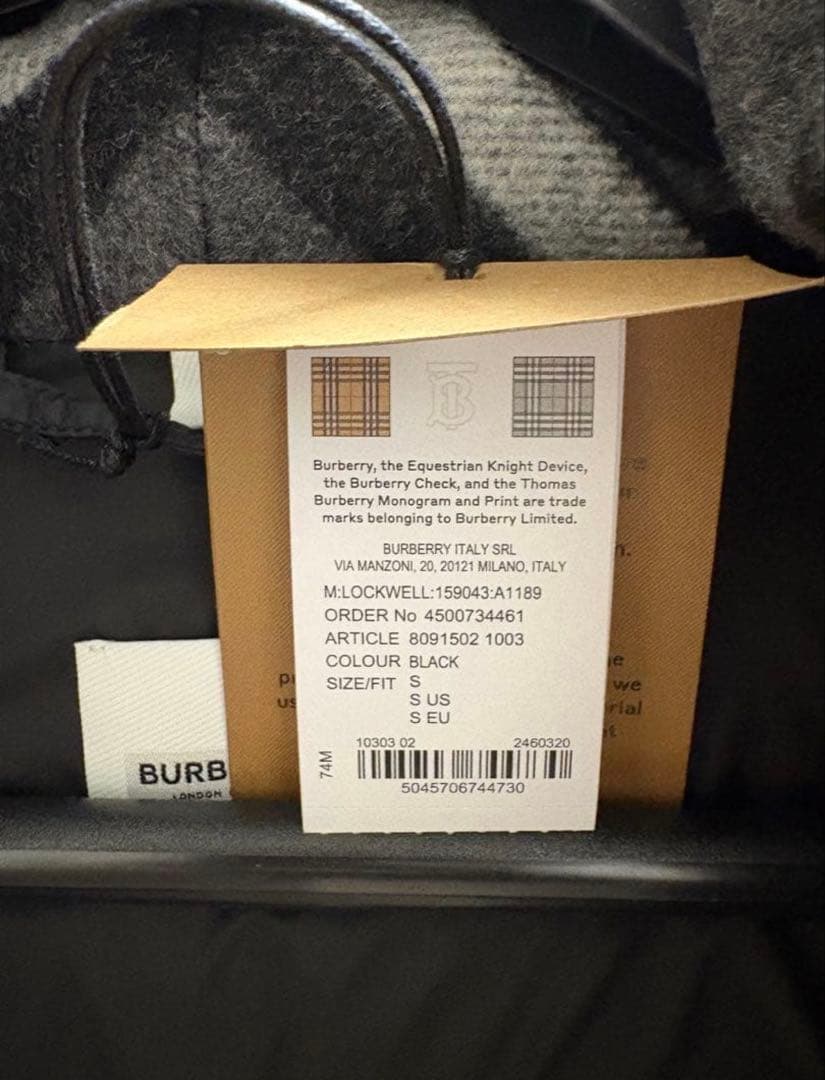 Burberry, the Equestrian Knight Device,
the Burberry Check, and the Thomas
Burberry Monogram and Print are trade
marks belonging to Burberry Limited.
BURBERRY ITALY SRL
VIA MANZONI, 20, 20121 MILANO, ITALY
M:LOCKWELL:159043:A1189
ORDER No 4500734461
ARTICLE 8091502 1003
COLOUR BLACK
SIZE/FIT S
S US
S EU
10303 02 2460320
74M
5045706744730
we
BURB
LONDON